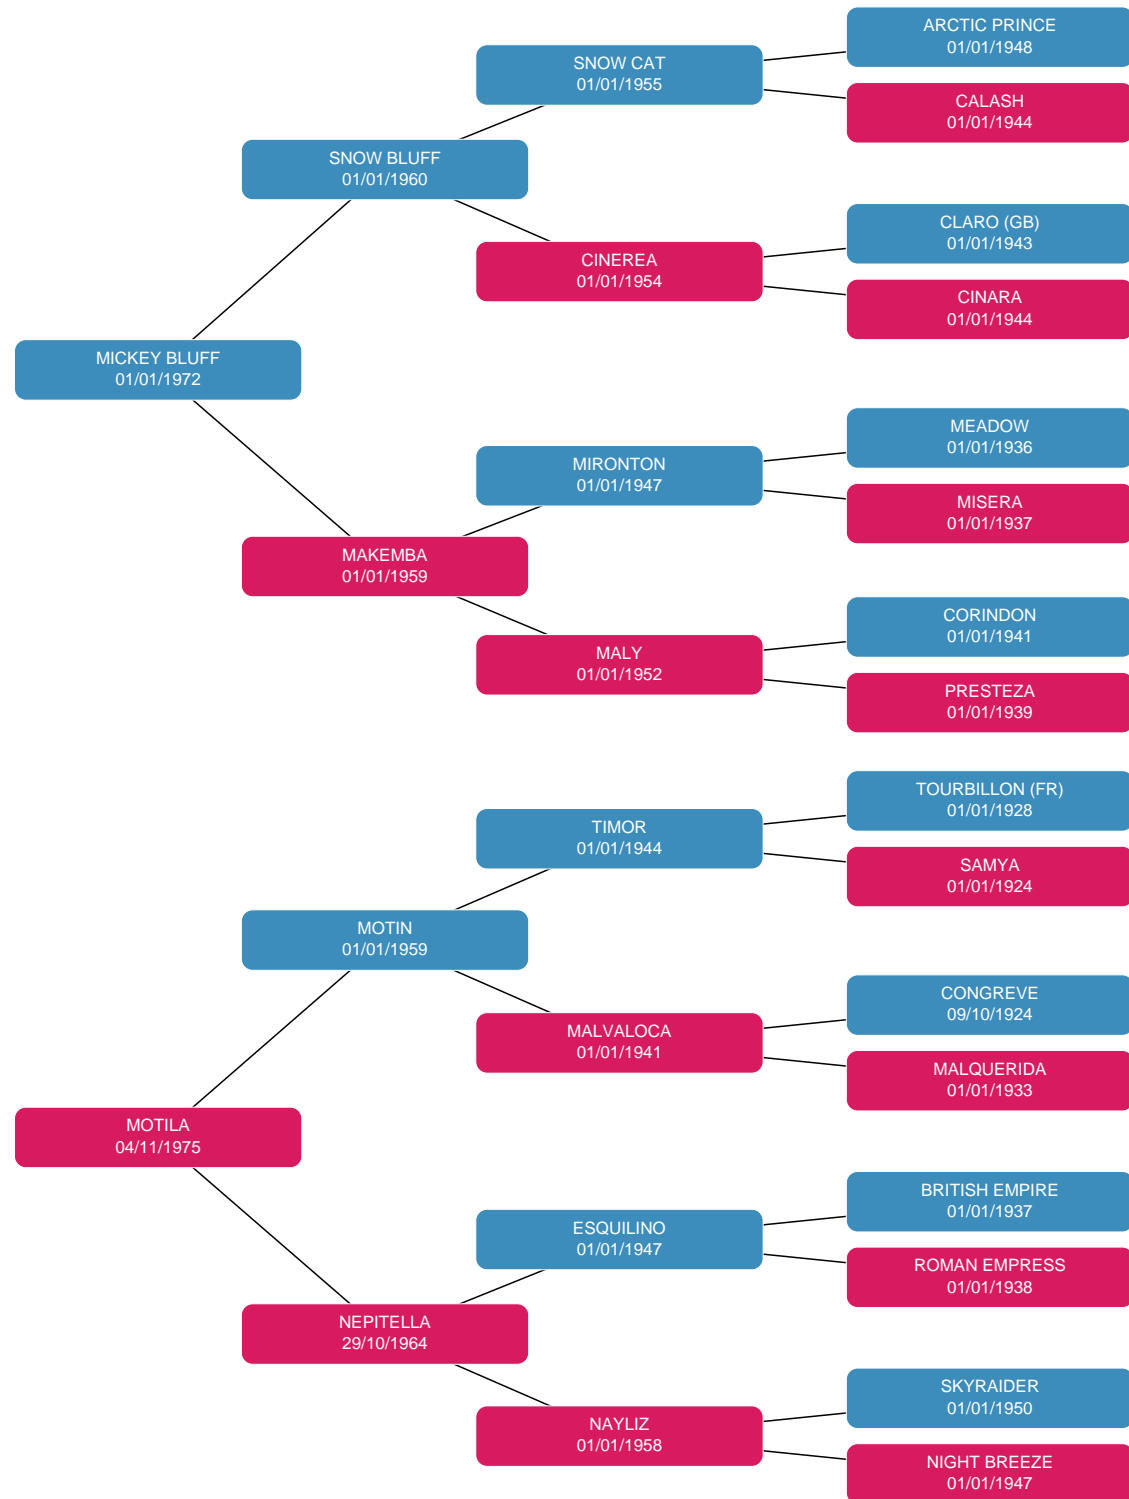 ARCTIC PRINCE
01/01/1948
SNOW CAT
01/01/1955
CALASH
01/01/1944
SNOW BLUFF
01/01/1960
CLARO (GB)
01/01/1943
CINEREA
01/01/1954
CINARA
01/01/1944
MICKEY BLUFF
01/01/1972
MEADOW
01/01/1936
MIRONTON
01/01/1947
MISERA
01/01/1937
MAKEMBA
01/01/1959
CORINDON
01/01/1941
MALY
01/01/1952
PRESTEZA
01/01/1939
TOURBILLON (FR)
01/01/1928
TIMOR
01/01/1944
SAMYA
01/01/1924
MOTIN
01/01/1959
CONGREVE
09/10/1924
MALVALOCA
01/01/1941
MALQUERIDA
01/01/1933
MOTILA
04/11/1975
BRITISH EMPIRE
01/01/1937
ESQUILINO
01/01/1947
ROMAN EMPRESS
01/01/1938
NEPITELLA
29/10/1964
SKYRAIDER
01/01/1950
NAYLIZ
01/01/1958
NIGHT BREEZE
01/01/1947